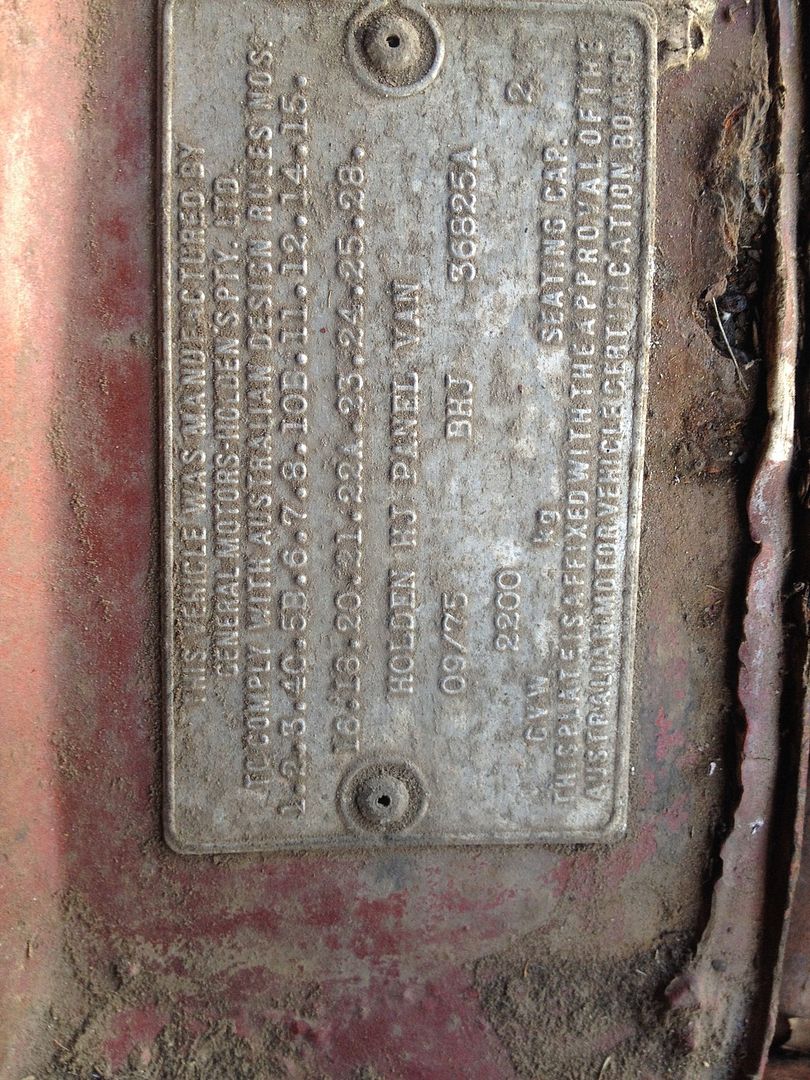 THIS VEHICLE WAS MANUFACTURED BY
GENERAL MOTORS-HOLDEN'S PTY. LTD.
TO COMPLY WITH AUSTRALIAN DESIGN RULES NOS:
1.2.3.4C.5B.6.7.8.10B.11.12.14.15.
16.18.20.21.22A.23.24.25.28.
HOLDEN HJ PANEL VAN
09/75 BHJ 36825A
GVW 2200 kg SEATING CAP. 2
THIS PLATE IS AFFIXED WITH THE APPROVAL OF THE
AUSTRALIAN MOTOR VEHICLE CERTIFICATION BOARD